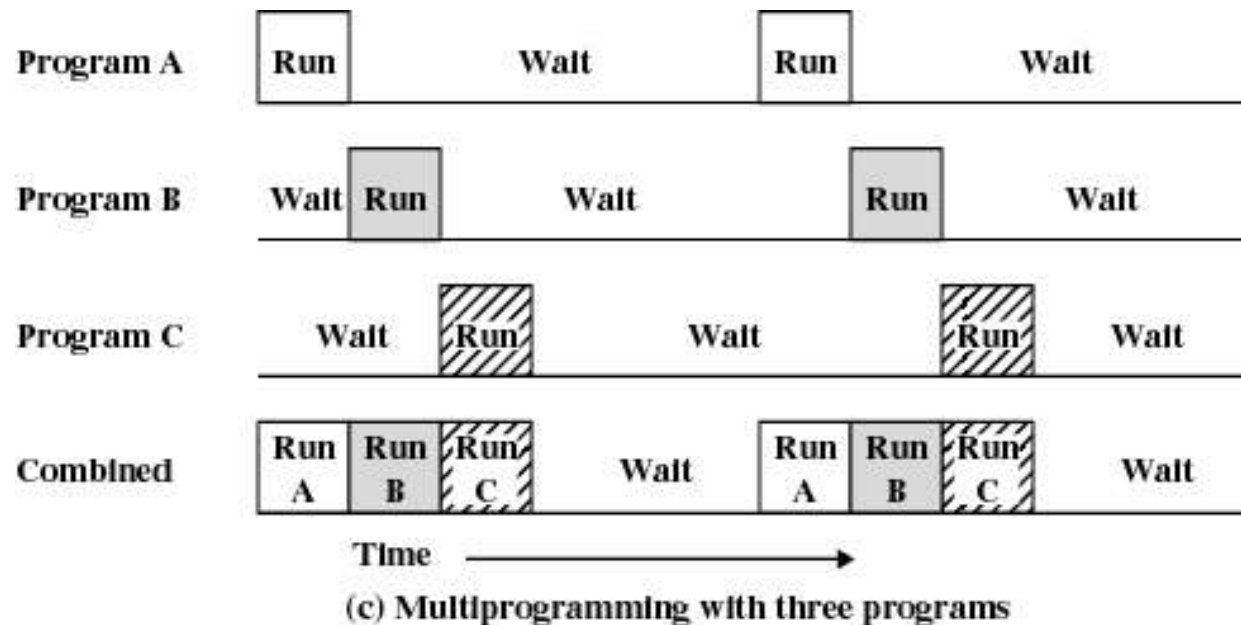 Program A Run Wait Run Wait
Program B Wait Run Wait Run Wait
Program C Wait Run Wait Run Wait
Combined Run A Run B Run C Wait Run A Run B Run C Wait
Time
(c) Multiprogramming with three programs